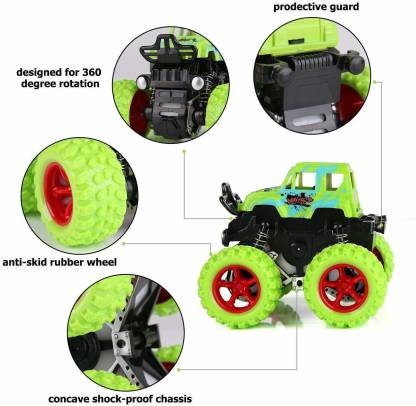 prodective guard
designed for 360
degree rotation
anti-skid rubber wheel
concave shock-proof chassis